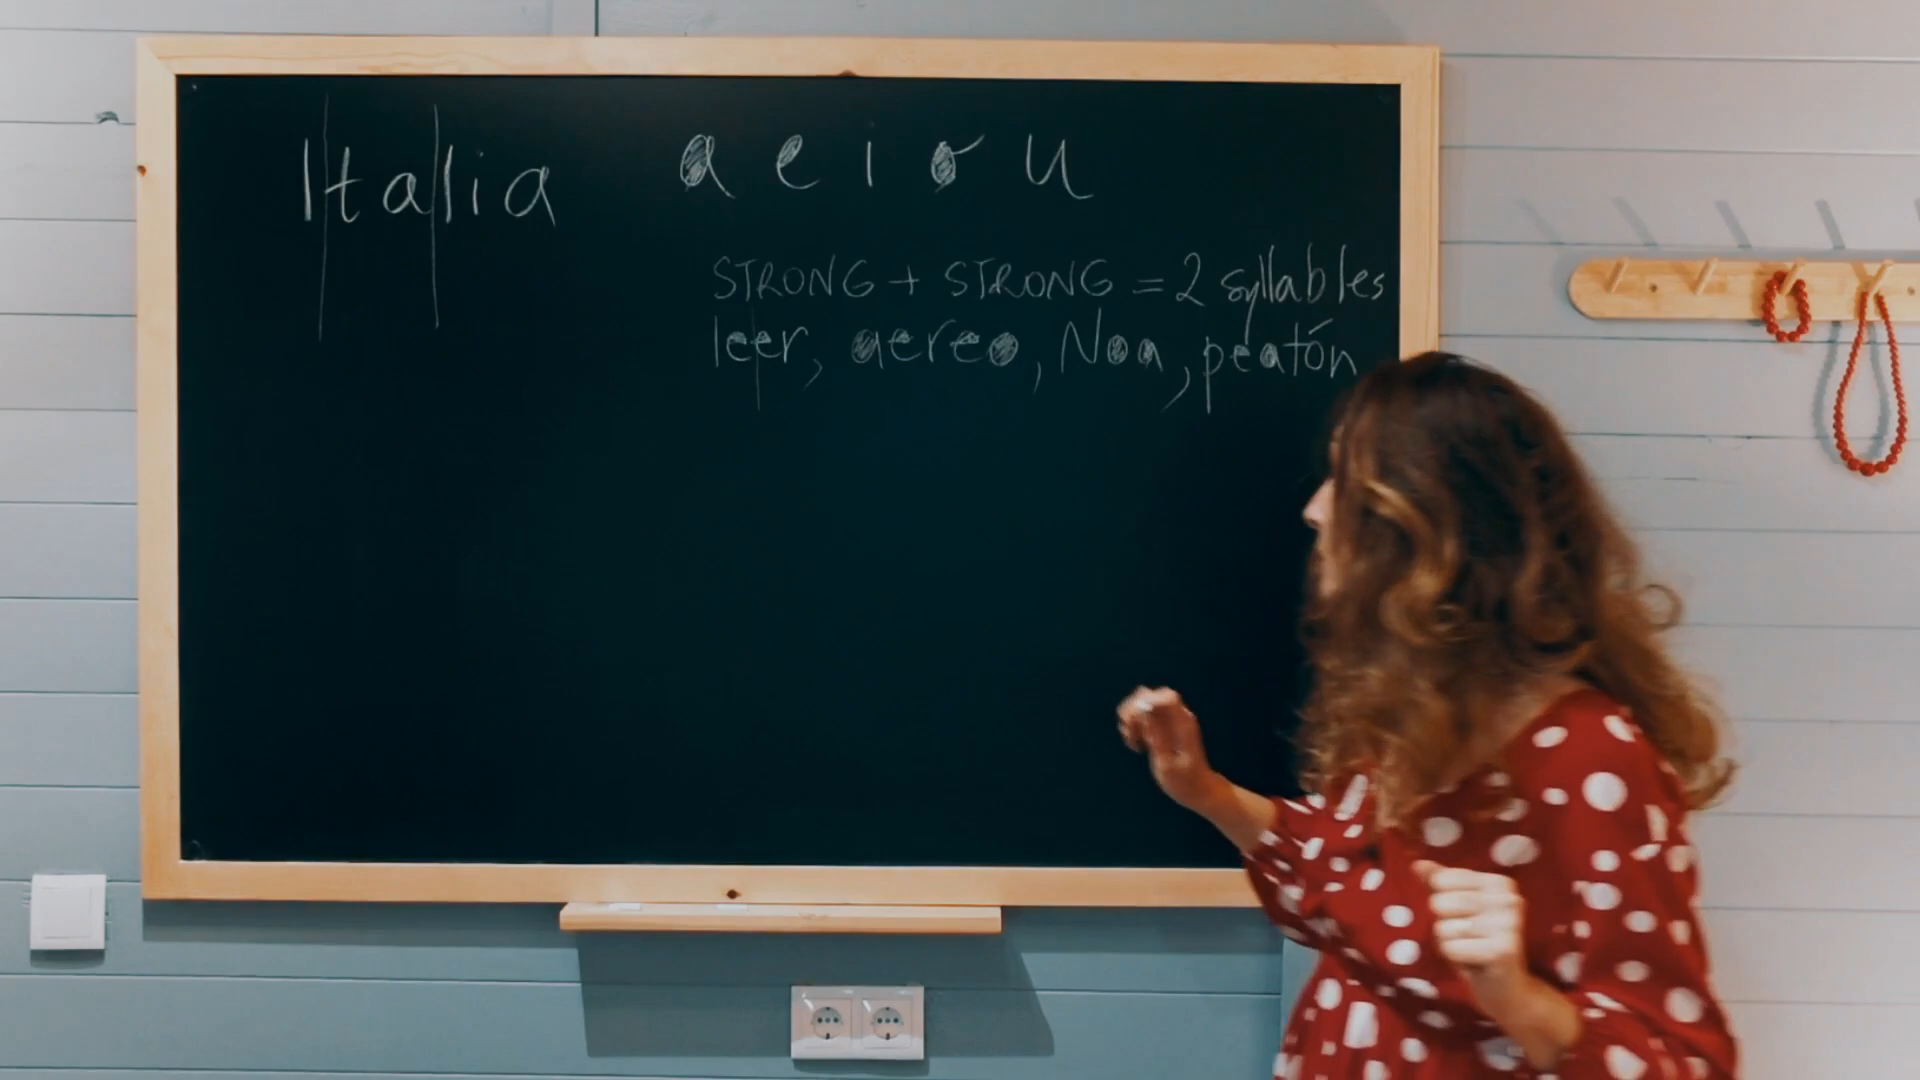 Italia
a e i o u
STRONG + STRONG = 2 syllables
leer, aereo, Noa, peatón